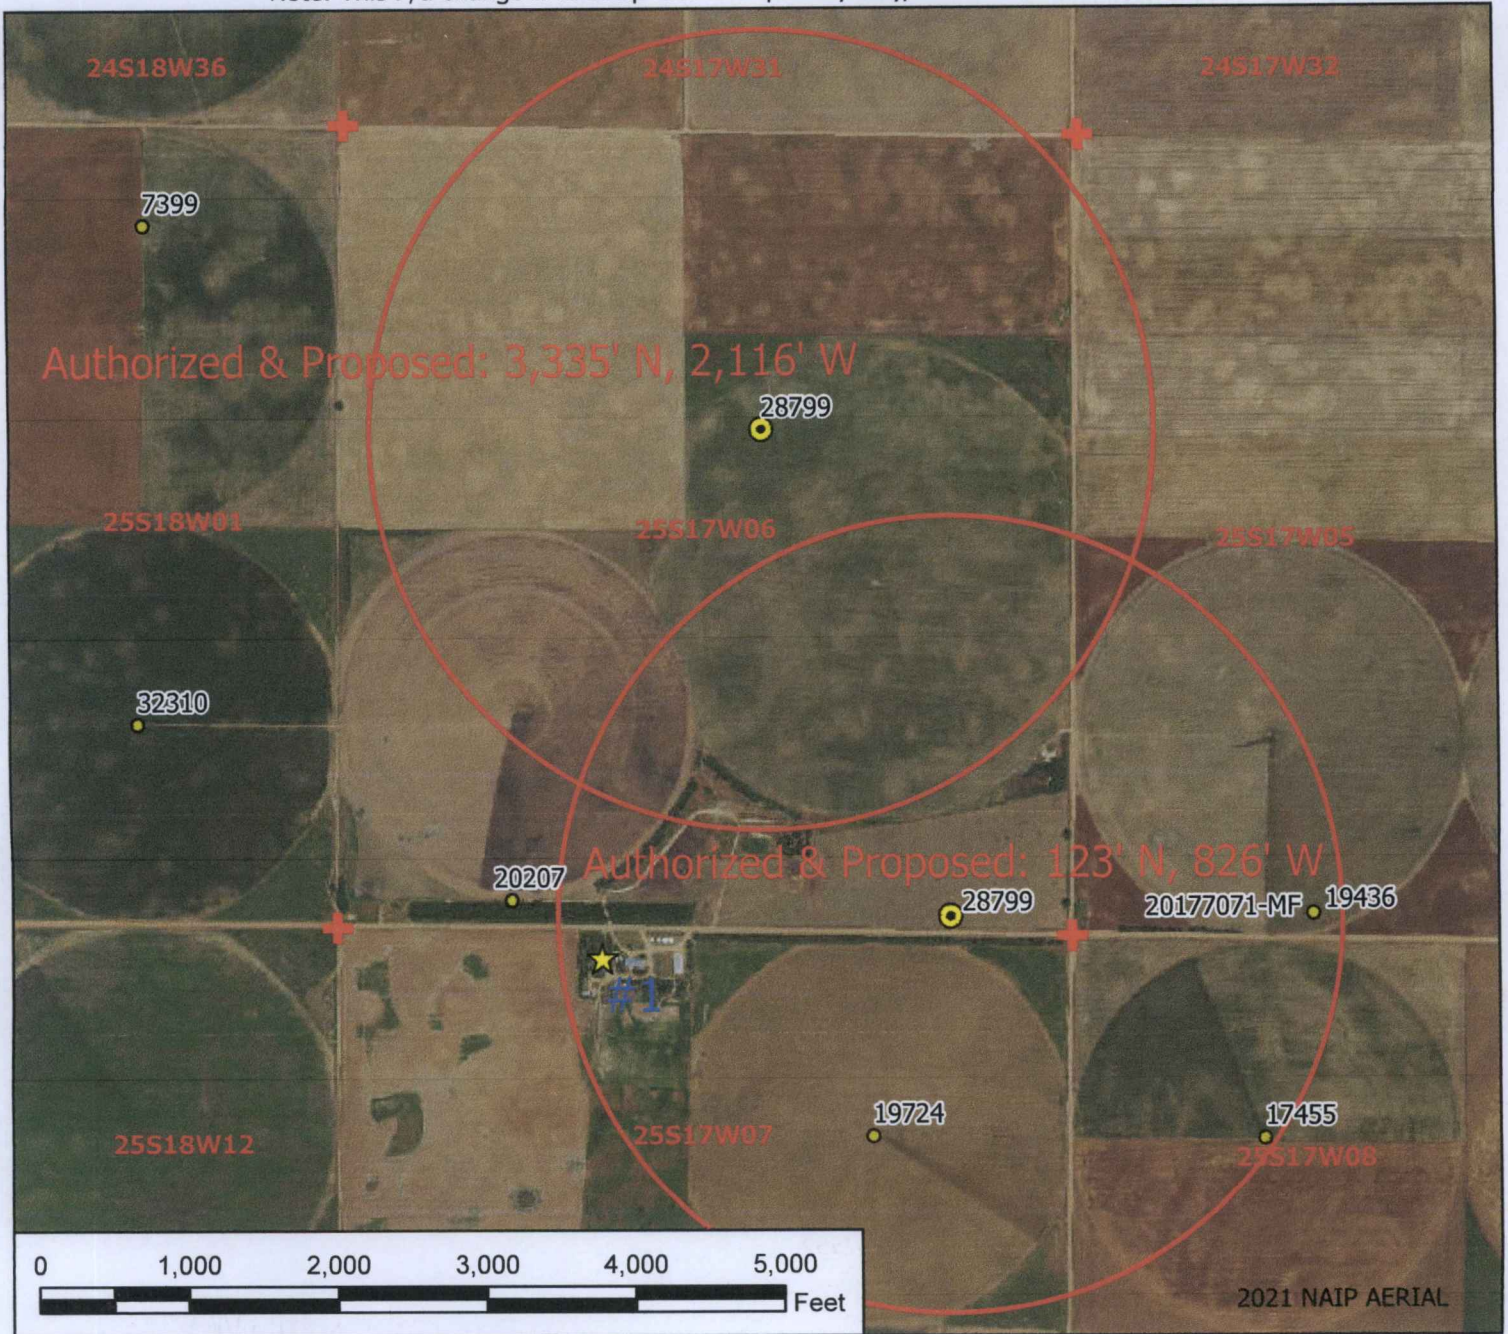 24S18W36
24S17W31
24S17W32
7399
Authorized & Proposed: 3,335' N, 2,116' W
28799
25S18W01
25S17W06
25S17W05
32310
Authorized & Proposed: 123' N, 826' W
20207
28799
20177071-MF
19436
#1
19724
17455
25S18W12
25S17W07
25S17W08
0 1,000 2,000 3,000 4,000 5,000
Feet
2021 NAIP AERIAL